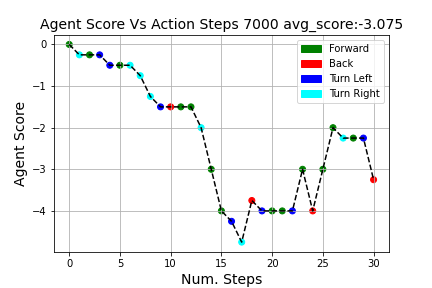 Agent Score Vs Action Steps 7000 avg_score:-3.075
Forward
Back
Turn Left
Turn Right
Agent Score
0
−1
−2
−3
−4
0 5 10 15 20 25 30
Num. Steps